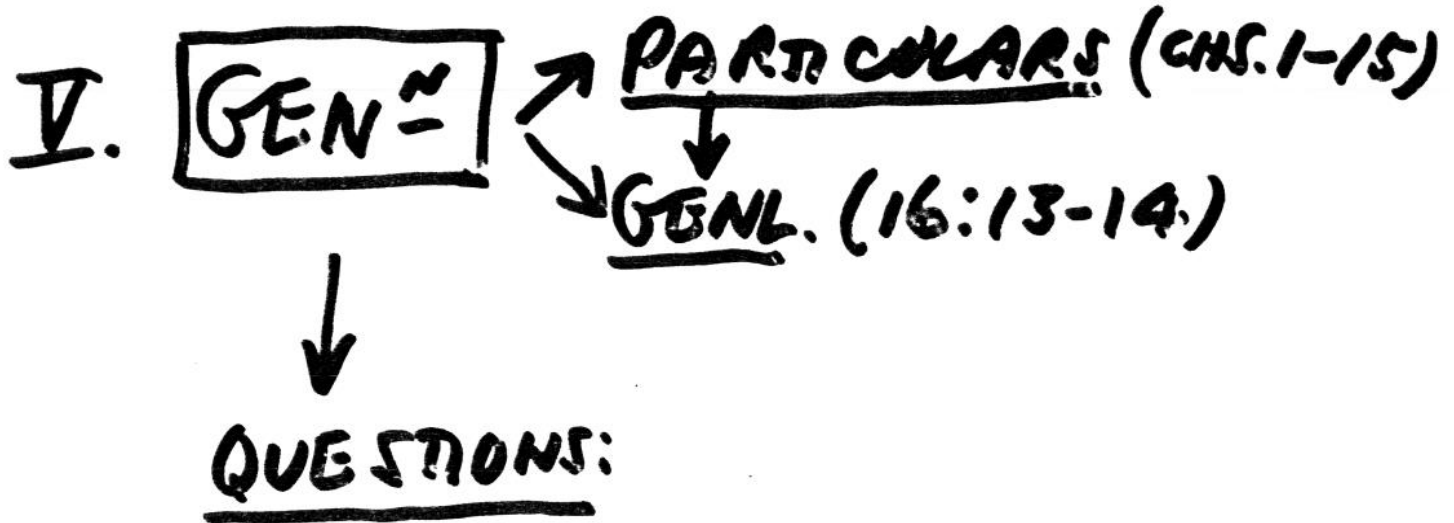 V. GENⁿ PARTICULARS (CHS. 1-15)
GENL. (16:13-14)
QUESTIONS: